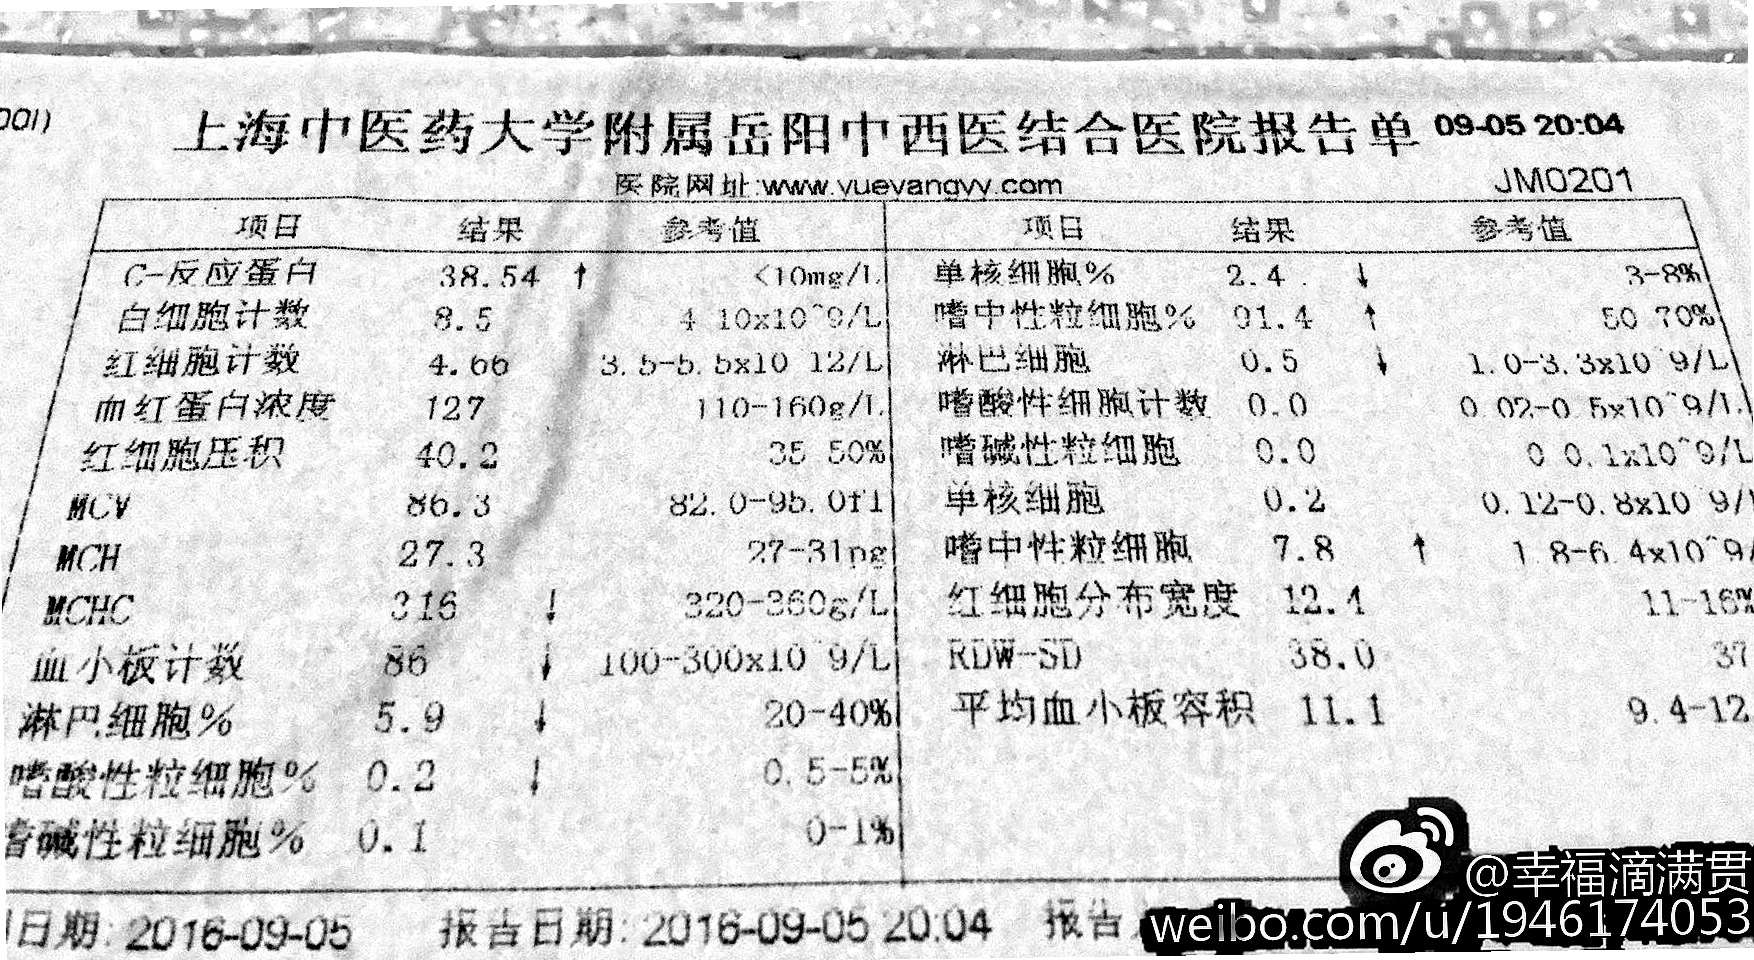 001)
上海中医药大学附属岳阳中西医结合医院报告单 09-05 20:04
医院网址:www.yueyangyy.com JM0201
项目 结果 参考值 项目 结果 参考值
C-反应蛋白 38.54 ↑ <10mg/L 单核细胞% 2.4 ↓ 3-8%
白细胞计数 8.5 4-10x10^9/L 嗜中性粒细胞% 91.4 ↑ 50-70%
红细胞计数 4.66 3.5-5.5x10^12/L 淋巴细胞 0.5 ↓ 1.0-3.3x10^9/L
血红蛋白浓度 127 110-160g/L 嗜酸性细胞计数 0.0 0.02-0.5x10^9/L
红细胞压积 40.2 35-50% 嗜碱性粒细胞 0.0 0-0.1x10^9/L
MCV 86.3 82.0-95.0fl 单核细胞 0.2 0.12-0.8x10^9/
MCH 27.3 27-31pg 嗜中性粒细胞 7.8 ↑ 1.8-6.4x10^9/
MCHC 316 ↓ 320-360g/L 红细胞分布宽度 12.4 11-16%
血小板计数 86 ↓ 100-300x10^9/L RDW-SD 38.0 37
淋巴细胞% 5.9 ↓ 20-40% 平均血小板容积 11.1 9.4-12
嗜酸性粒细胞% 0.2 ↓ 0.5-5%
嗜碱性粒细胞% 0.1 0-1%
日期: 2016-09-05 报告日期: 2016-09-05 20:04 报告
@幸福滴满贯
weibo.com/u/1946174053